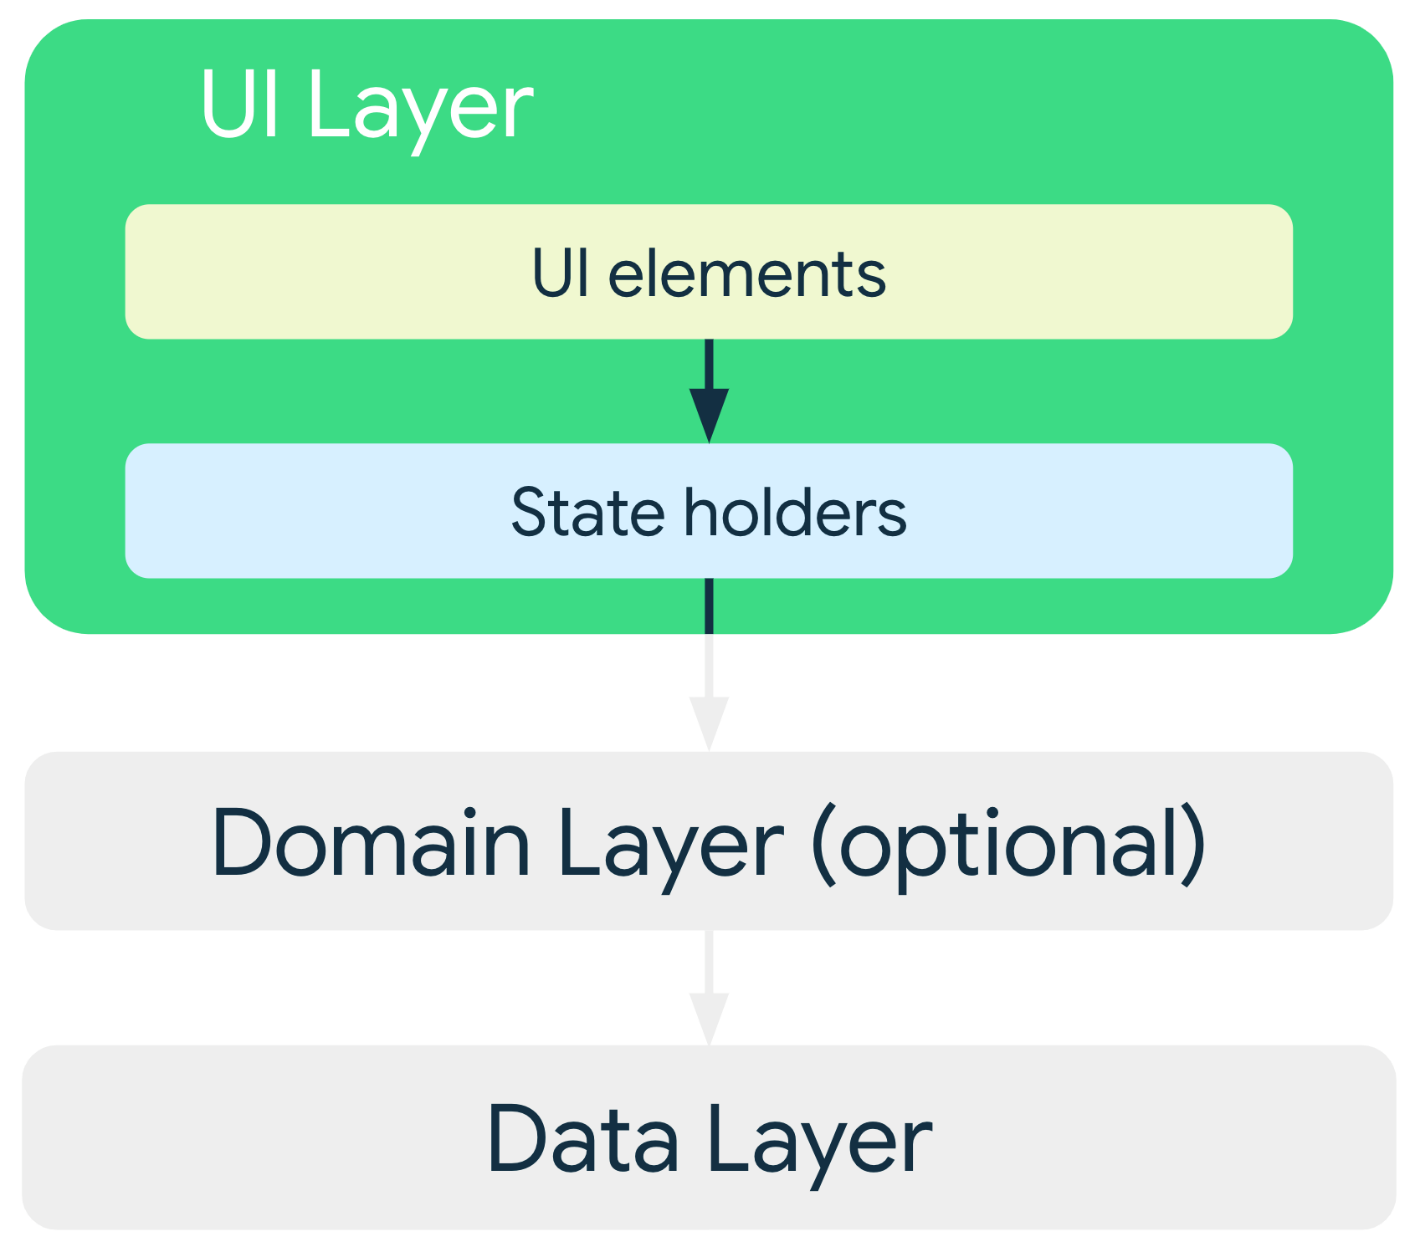 UI Layer
UI elements
State holders
Domain Layer (optional)
Data Layer